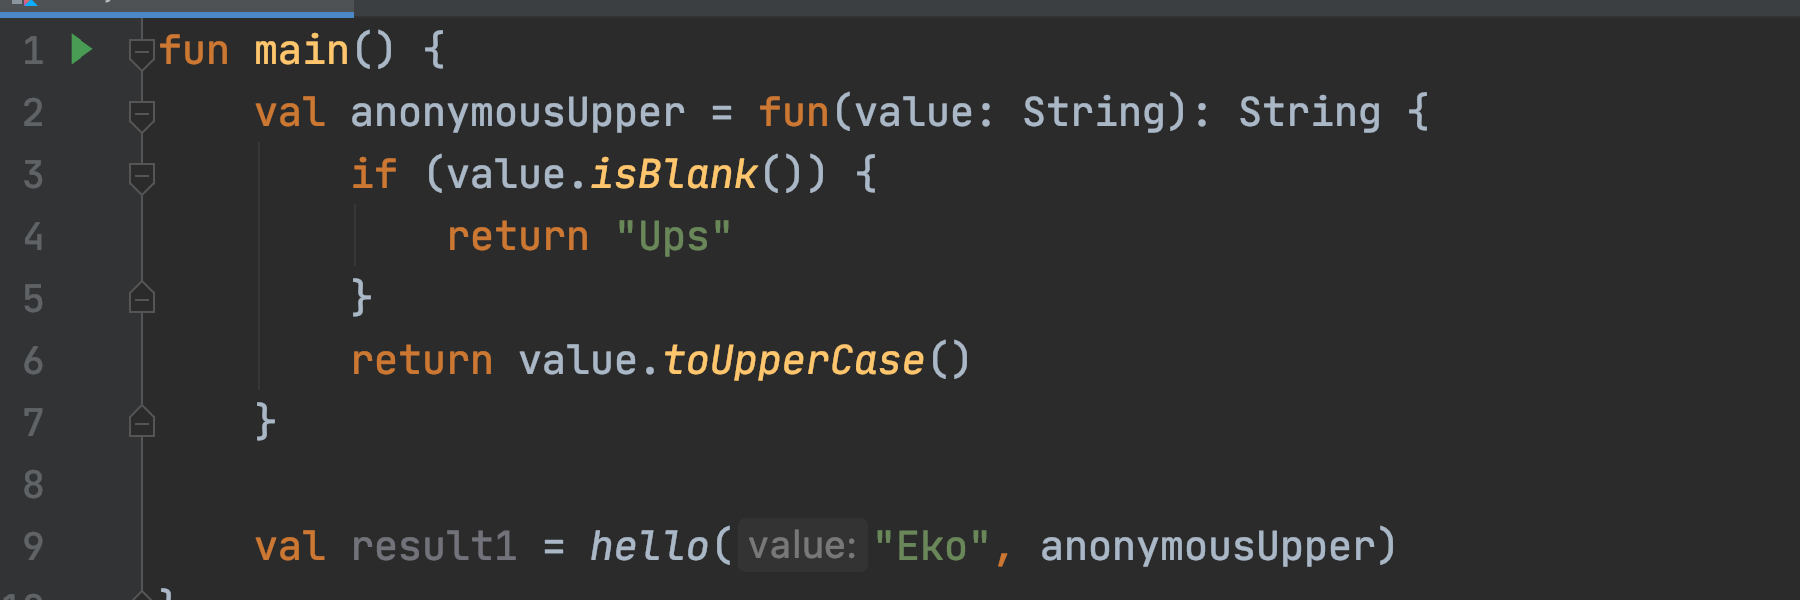 1 fun main() {
2 val anonymousUpper = fun(value: String): String {
3 if (value.isBlank()) {
4 return "Ups"
5 }
6 return value.toUpperCase()
7 }
8
9 val result1 = hello( value: "Eko", anonymousUpper)
}